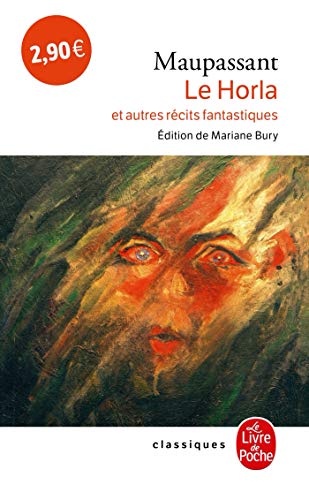 2,90€
Maupassant
Le Horla
et autres récits fantastiques
Édition de Mariane Bury
classiques
Le
Livre
de
Poche